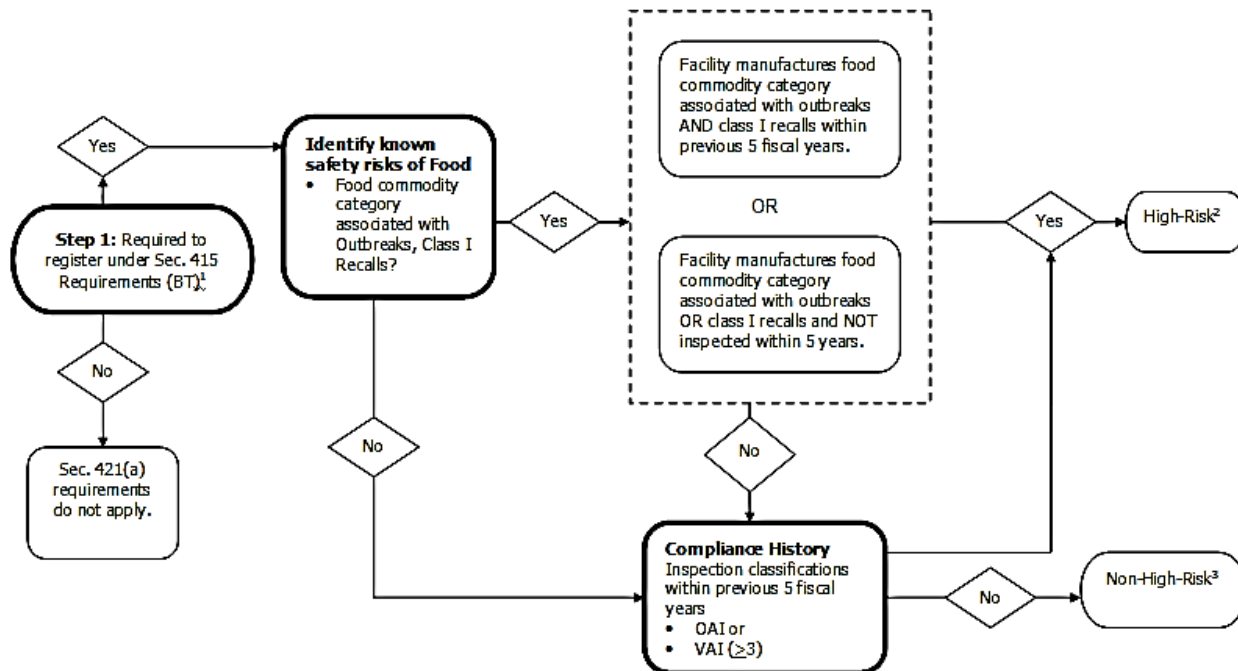 Yes
Step 1: Required to
register under Sec. 415
Requirements (BT)¹
No
Sec. 421(a)
requirements
do not apply.
Identify known
safety risks of Food
• Food commodity
category
associated with
Outbreaks, Class I
Recalls?
Yes
No
Facility manufactures food
commodity category
associated with outbreaks
AND class I recalls within
previous 5 fiscal years.
OR
Facility manufactures food
commodity category
associated with outbreaks
OR class I recalls and NOT
inspected within 5 years.
No
Yes
High-Risk²
Compliance History
Inspection classifications
within previous 5 fiscal
years
• OAI or
• VAI (≥3)
No
Non-High-Risk³